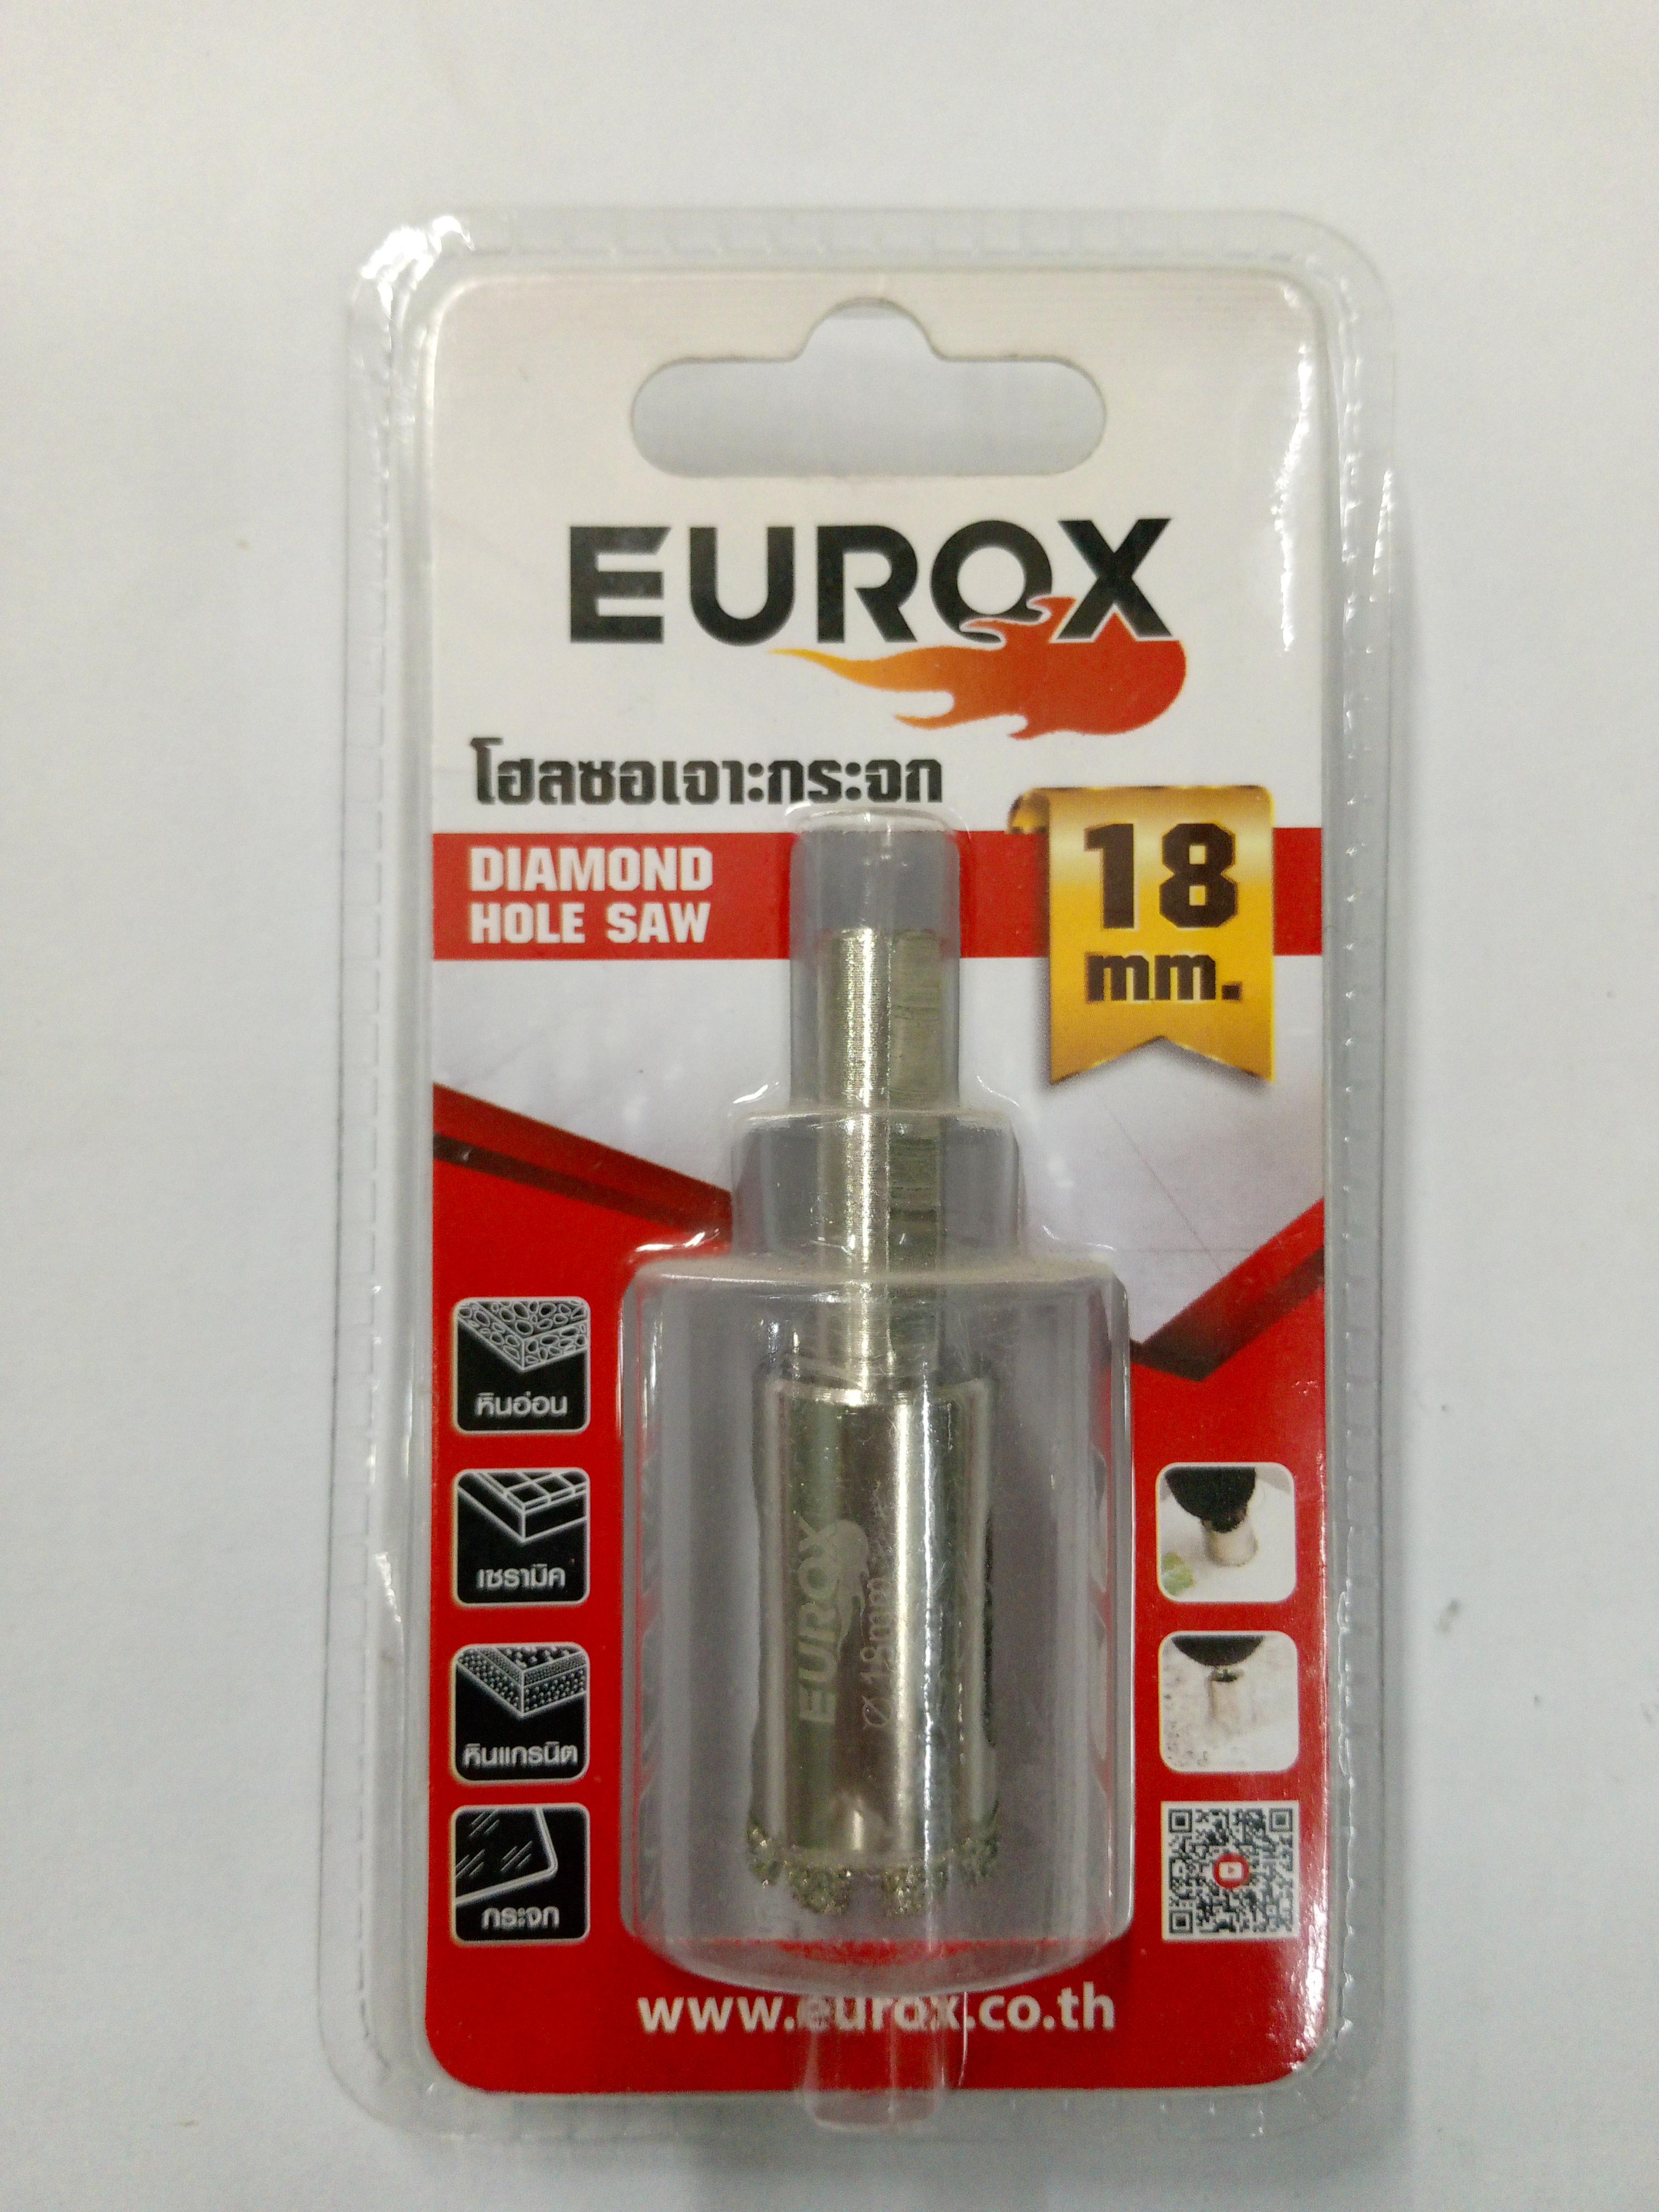 EUROX
โฮลซอเจาะกระจก
DIAMOND
HOLE SAW
18
mm.
หินอ่อน
เซรามิค
หินแกรนิต
กระจก
EUROX
Ø 18mm
www.eurox.co.th